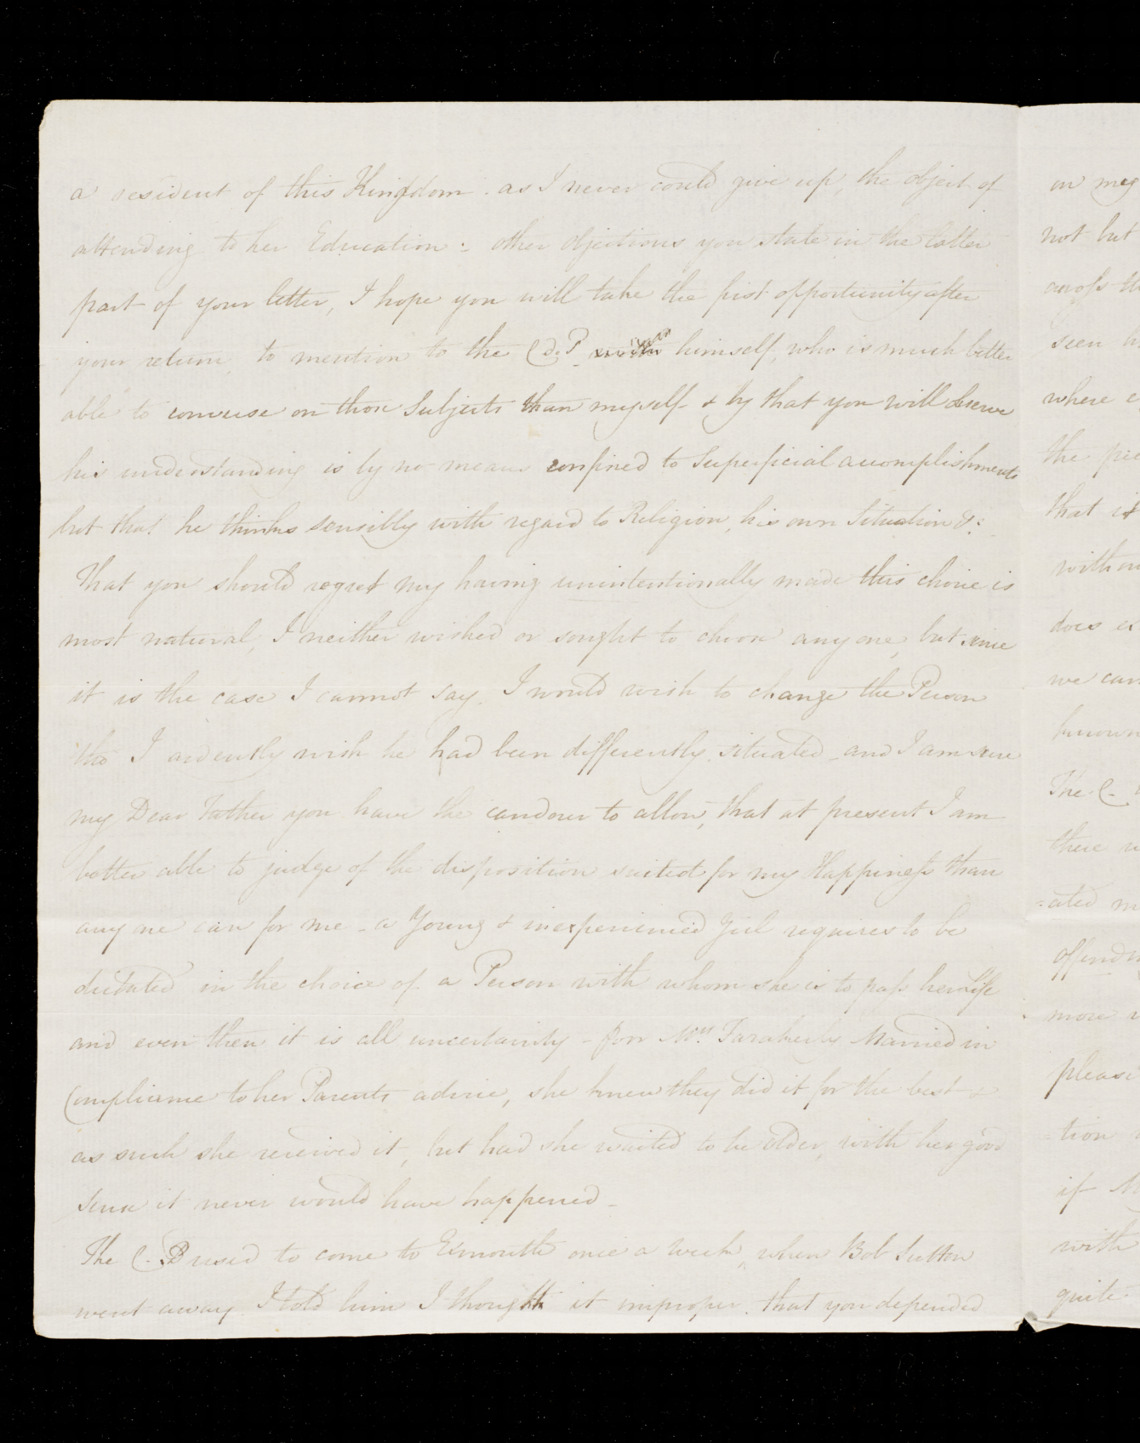 a resident of this Kingdom. as I never could give up the object of
attending to her Education: other objections you state in the latter
part of your letter, I hope you will take the first opportunity after
your return, to mention to the C. de P. himself, who is much better
able to converse on those Subjects than myself & by that you will deserve
his understanding is by no means confined to Superficial accomplishments
but that he thinks sensibly with regard to Religion, his own Situation &c
That you should regret my having unintentionally made this choice is
most natural, I neither wished or sought to chuse any one, but since
it is the case I cannot say I would wish to change the Person
tho' I ardently wish he had been differently situated and I am sure
my Dear Father you have the candour to allow, that at present I am
better able to judge of the disposition suited for my Happiness than
any one can for me - a Young & inexperienced Girl requires to be
dictated in the choice of a Person with whom she is to pass her life
and even then it is all uncertainty - poor Mrs. Married in
Compliance to her Parents advice, she knew they did it for the best &
as such she received it, but had she waited to be older, with her good
sense it never would have happened -
The C. used to come to Exmouth once a week, when Bob Sutton
went away I told him I thought it improper, that you depended
in my
not but
across th
seen h
where e
the pre
that it
withou
does ex
we can
known
The C.
there w
=ated m
offend
more
please
tion
if
with
quite